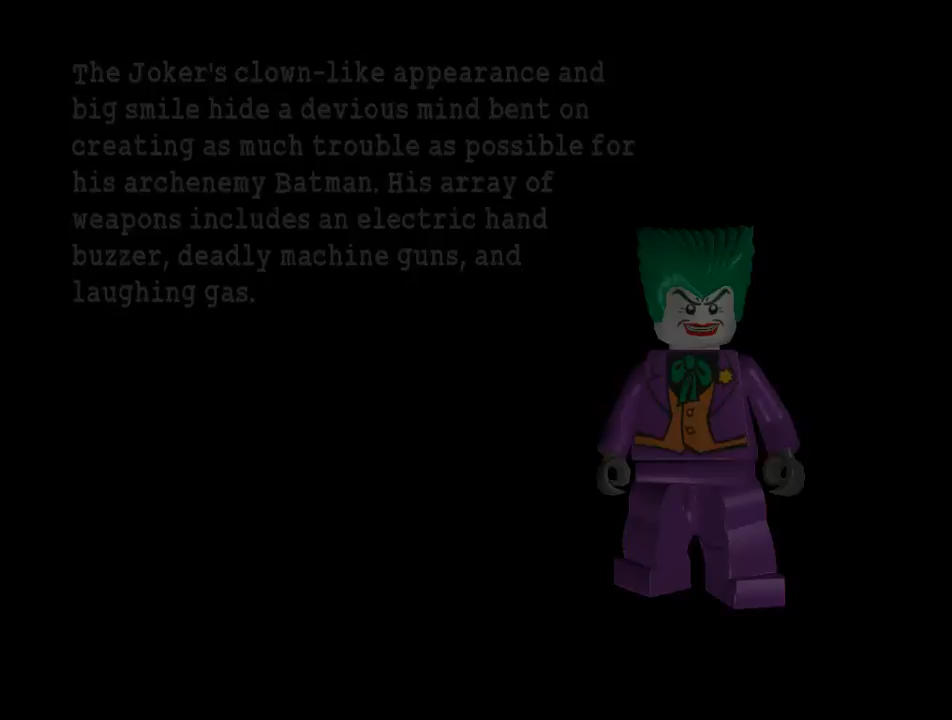 The Joker's clown-like appearance and
big smile hide a devious mind bent on
creating as much trouble as possible for
his archenemy Batman. His array of
weapons includes an electric hand
buzzer, deadly machine guns, and
laughing gas.